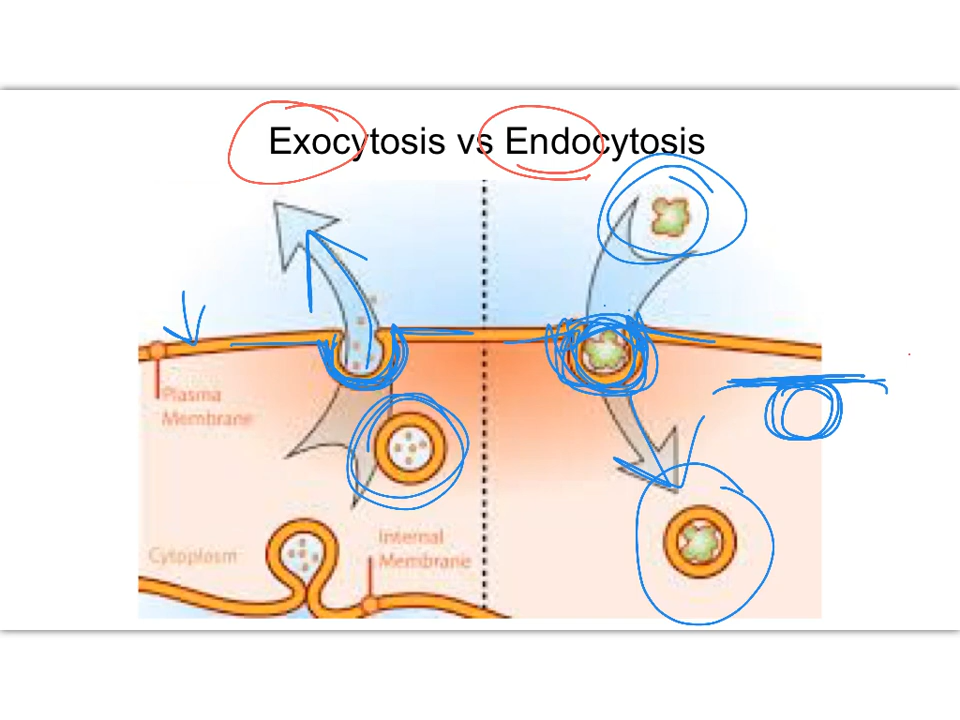 Exocytosis vs Endocytosis
Plasma
Membrane
Cytoplasm
Internal
Membrane